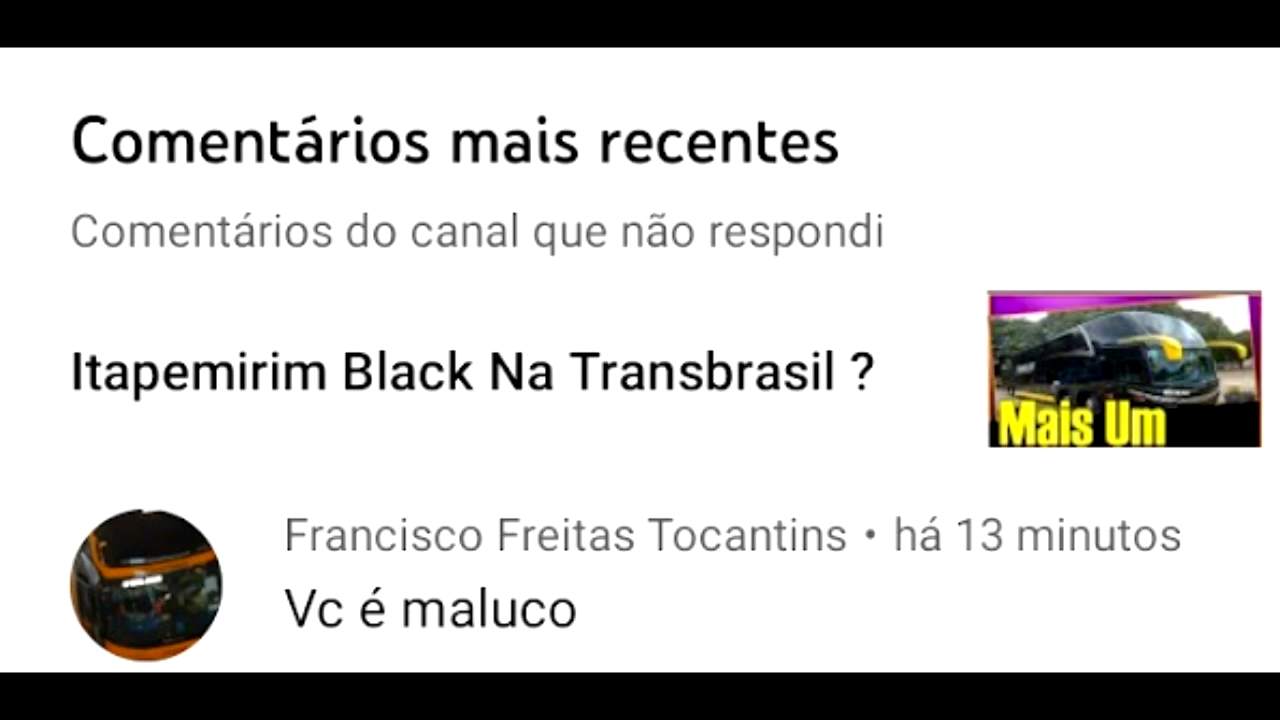 Comentários mais recentes
Comentários do canal que não respondi
Itapemirim Black Na Transbrasil ?
Mais Um
Francisco Freitas Tocantins • há 13 minutos
Vc é maluco